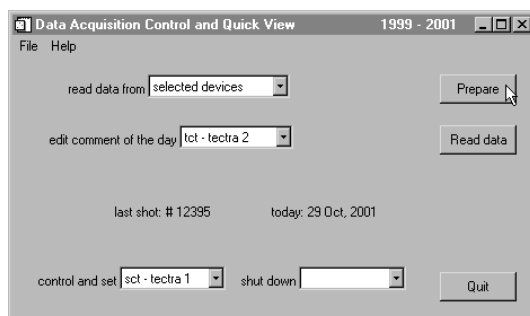 Data Acquisition Control and Quick View 1999 - 2001
File Help
read data from selected devices Prepare
edit comment of the day tct - tectra 2 Read data
last shot: # 12395 today: 29 Oct, 2001
control and set sct - tectra 1 shut down Quit